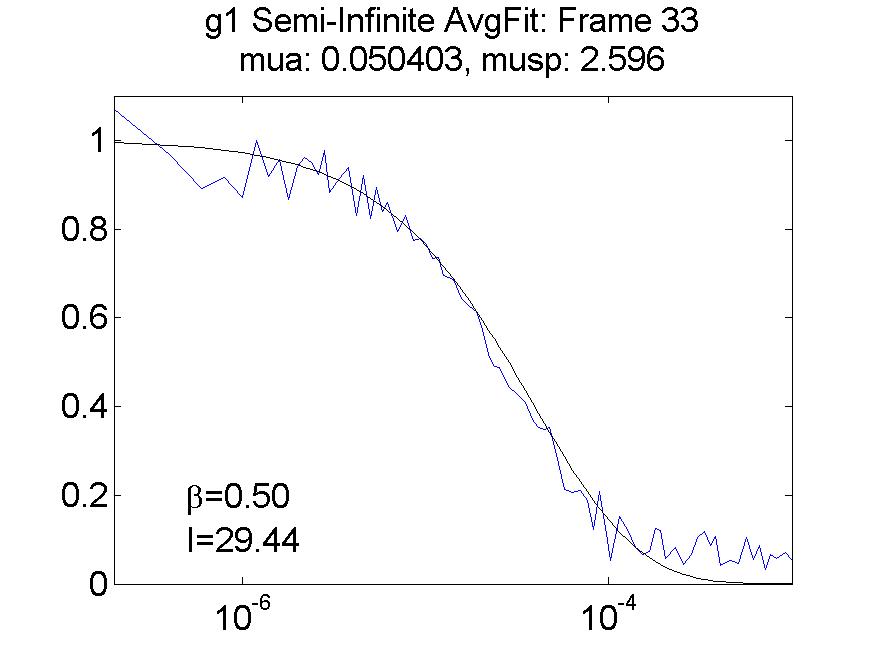 g1 Semi-Infinite AvgFit: Frame 33
mua: 0.050403, musp: 2.596
1
0.8
0.6
0.4
0.2
0
β=0.50
I=29.44
10^-6
10^-4